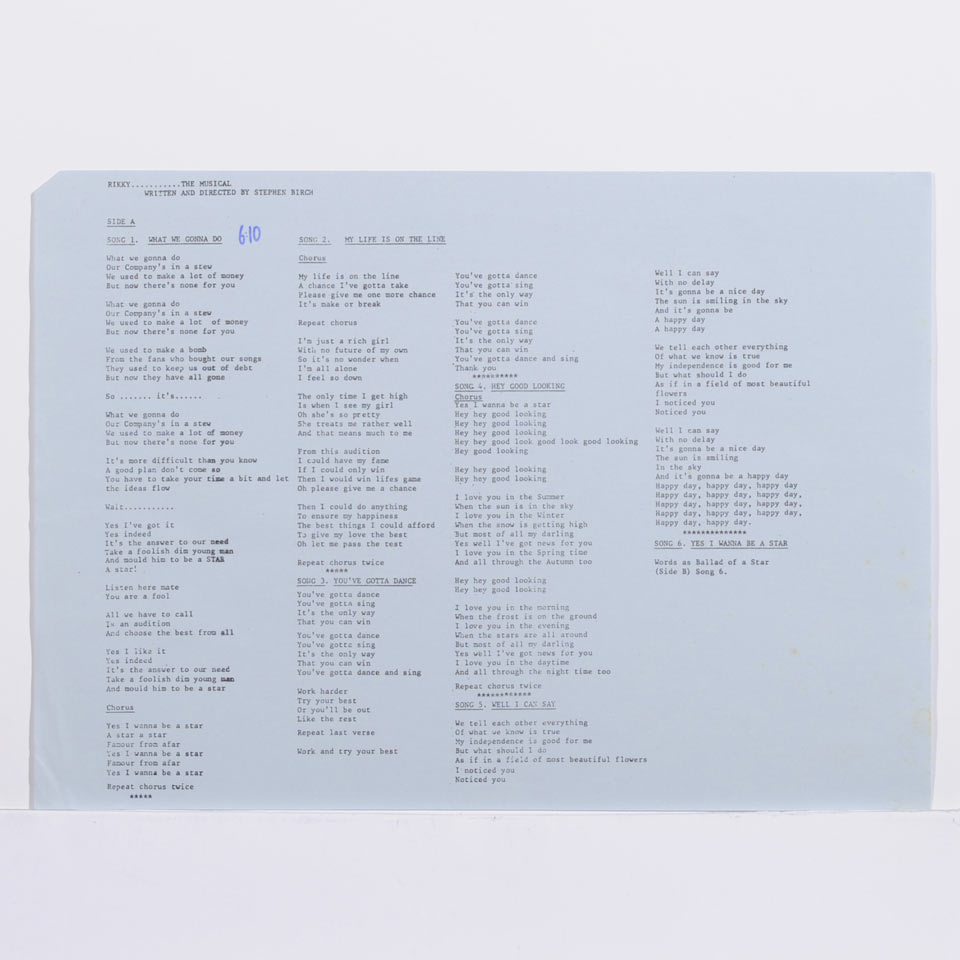 RIKKY...........THE MUSICAL
WRITTEN AND DIRECTED BY STEPHEN BIRCH
SIDE A
SONG 1. WHAT WE GONNA DO
6.10
What we gonna do
Our Company's in a stew
We used to make a lot of money
But now there's none for you
What we gonna do
Our Company's in a stew
We used to make a lot of money
But now there's none for you
We used to make a bomb
From the fans who bought our songs
They used to keep us out of debt
But now they have all gone
So ....... it's......
What we gonna do
Our Company's in a stew
We used to make a lot of money
But now there's none for you
It's more difficult than you know
A good plan don't come so
You have to take your time a bit and let
the ideas flow
Wait..........
Yes I've got it
Yes indeed
It's the answer to our need
Take a foolish dim young man
And mould him to be a STAR
A star!
Listen here mate
You are a fool
All we have to call
Is an audition
And choose the best from all
Yes I like it
Yes indeed
It's the answer to our need
Take a foolish dim young man
And mould him to be a star
Chorus
Yes I wanna be a star
A star a star
Famour from afar
Yes I wanna be a star
Famour from afar
Yes I wanna be a star
Repeat chorus twice
*****
SONG 2. MY LIFE IS ON THE LINE
Chorus
My life is on the line
A chance I've gotta take
Please give me one more chance
It's make or break
Repeat chorus
I'm just a rich girl
With no future of my own
So it's no wonder when
I'm all alone
I feel so down
The only time I get high
Is when I see my girl
Oh she's so pretty
She treats me rather well
And that means much to me
From this audition
I could have my fame
If I could only win
Then I would win lifes game
Oh please give me a chance
Then I could do anything
To ensure my happiness
The best things I could afford
To give my love the best
Oh let me pass the test
Repeat chorus twice
*****
SONG 3. YOU'VE GOTTA DANCE
You've gotta dance
You've gotta sing
It's the only way
That you can win
You've gotta dance
You've gotta sing
It's the only way
That you can win
You've gotta dance and sing
Work harder
Try your best
Or you'll be out
Like the rest
Repeat last verse
Work and try your best
You've gotta dance
You've gotta sing
It's the only way
That you can win
You've gotta dance
You've gotta sing
It's the only way
That you can win
You've gotta dance and sing
Thank you
**********
SONG 4. HEY GOOD LOOKING
Chorus
Yes I wanna be a star
Hey hey good looking
Hey hey good looking
Hey hey good looking
Hey hey good look good look good looking
Hey good looking
Hey hey good looking
Hey hey good looking
I love you in the Summer
When the sun is in the sky
I love you in the Winter
When the snow is getting high
But most of all my darling
Yes well I've got news for you
I love you in the Spring time
And all through the Autumn too
Hey hey good looking
Hey hey good looking
I love you in the morning
When the frost is on the ground
I love you in the evening
When the stars are all around
But most of all my darling
Yes well I've got news for you
I love you in the daytime
And all through the night time too
Repeat chorus twice
************
SONG 5. WELL I CAN SAY
We tell each other everything
Of what we know is true
My independence is good for me
But what should I do
As if in a field of most beautiful flowers
I noticed you
Noticed you
Well I can say
With no delay
It's gonna be a nice day
The sun is smiling in the sky
And it's gonna be
A happy day
A happy day
We tell each other everything
Of what we know is true
My independence is good for me
But what should I do
As if in a field of most beautiful
flowers
I noticed you
Noticed you
Well I can say
With no delay
It's gonna be a nice day
The sun is smiling
In the sky
And it's gonna be a happy day
Happy day, happy day, happy day
Happy day, happy day, happy day,
Happy day, happy day, happy day,
Happy day, happy day, happy day,
Happy day, happy day.
**************
SONG 6. YES I WANNA BE A STAR
Words as Ballad of a Star
(Side B) Song 6.